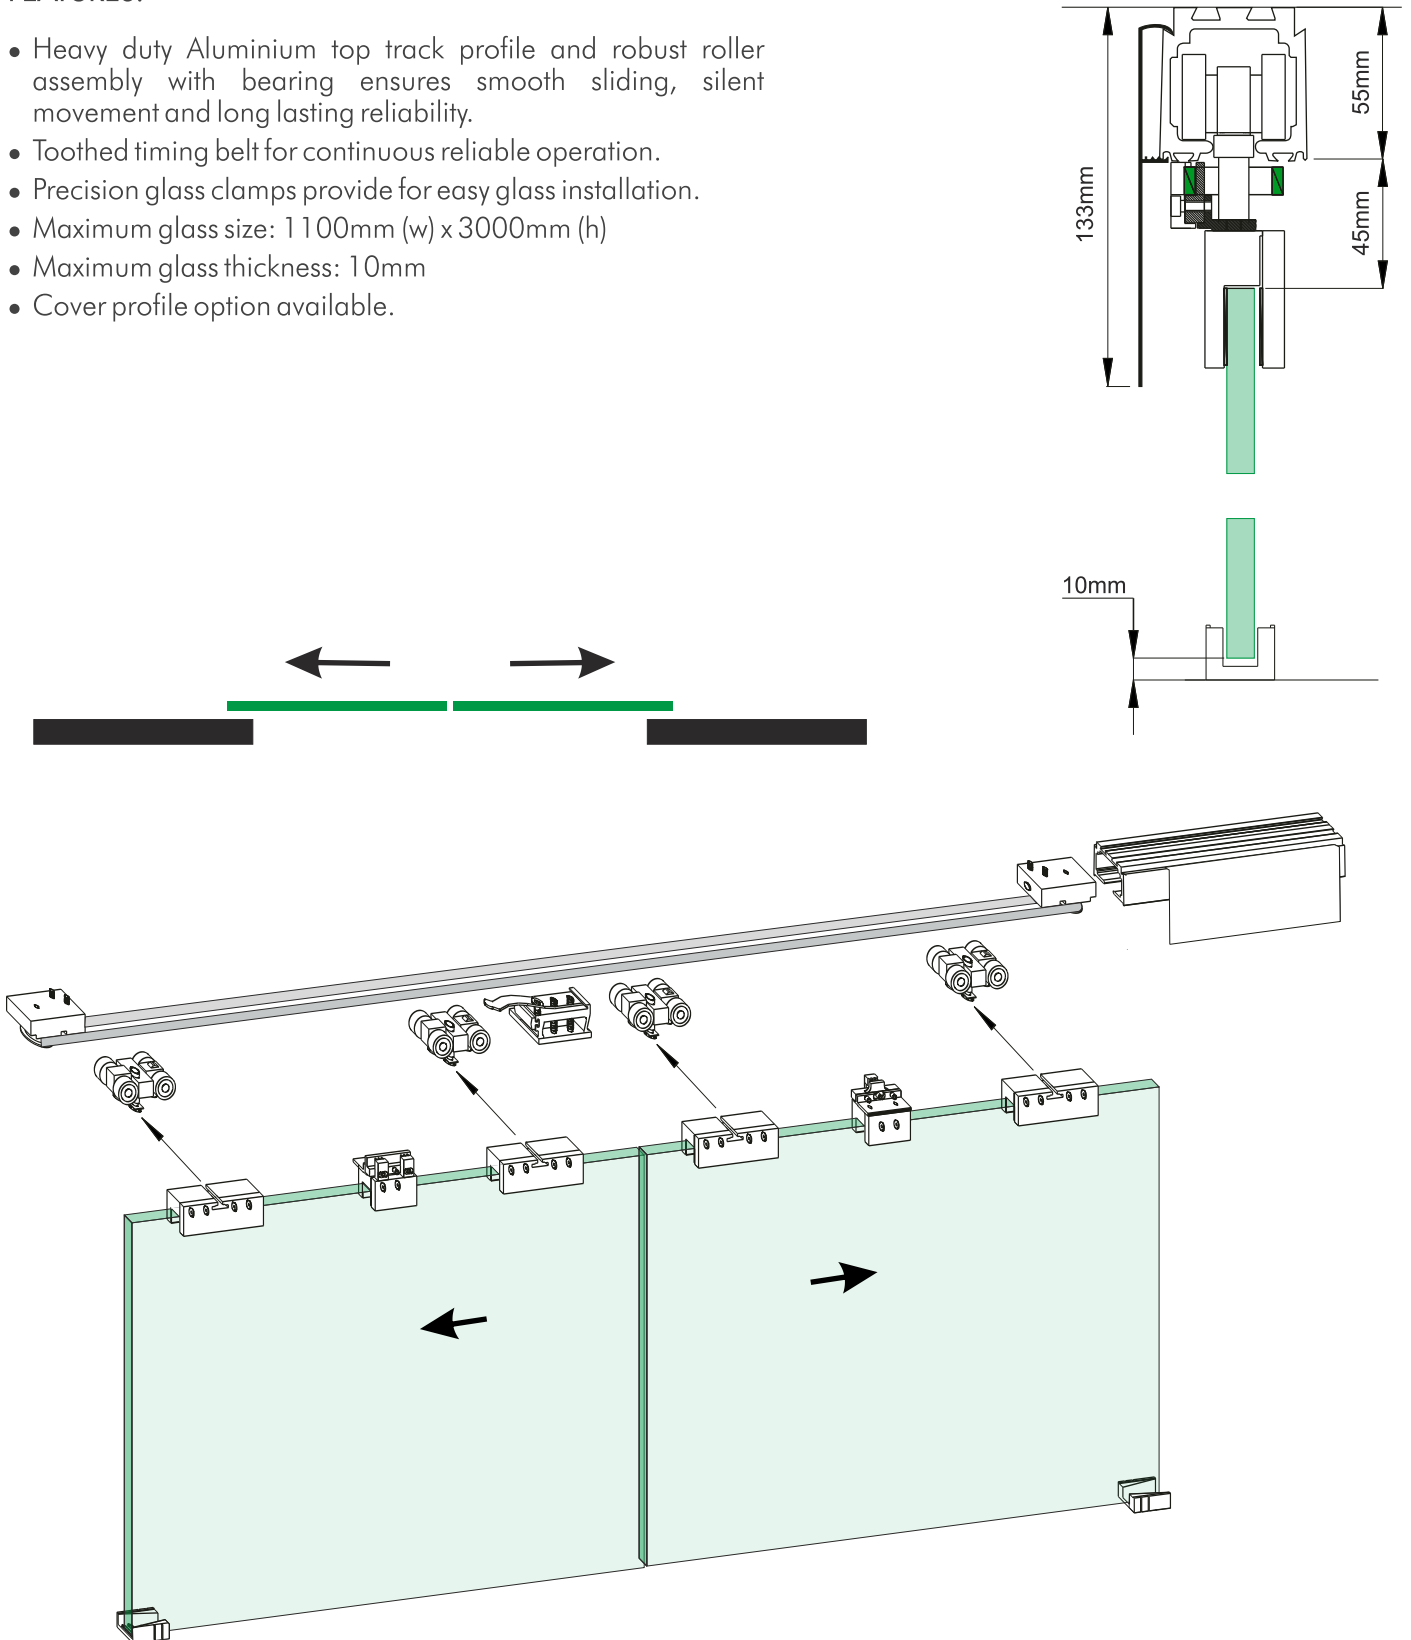 FEATURES:
• Heavy duty Aluminium top track profile and robust roller
assembly with bearing ensures smooth sliding, silent
movement and long lasting reliability.
• Toothed timing belt for continuous reliable operation.
• Precision glass clamps provide for easy glass installation.
• Maximum glass size: 1100mm (w) x 3000mm (h)
• Maximum glass thickness: 10mm
• Cover profile option available.
133mm
55mm
45mm
10mm